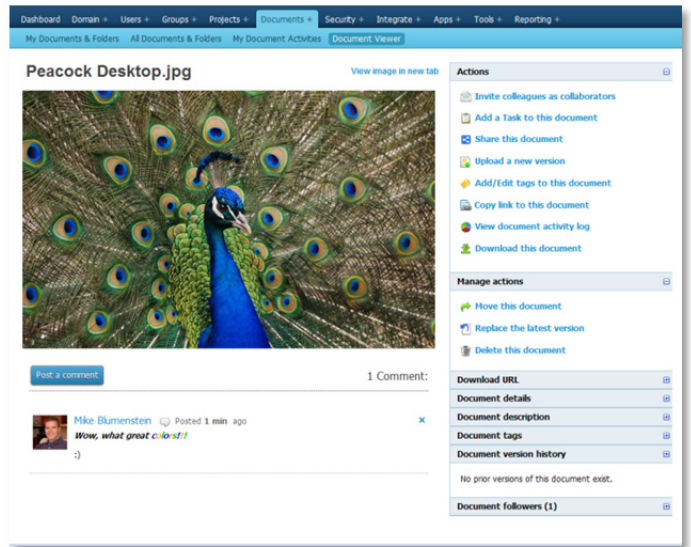 Dashboard Domain + Users + Groups + Projects + Documents + Security + Integrate + Apps + Tools + Reporting +
My Documents & Folders All Documents & Folders My Document Activities Document Viewer
Peacock Desktop.jpg
View image in new tab
Post a comment
1 Comment:
Mike Blumenstein Posted 1 min ago
Wow, what great colors!!!
:)
Actions
Invite colleagues as collaborators
Add a Task to this document
Share this document
Upload a new version
Add/Edit tags to this document
Copy link to this document
View document activity log
Download this document
Manage actions
Move this document
Replace the latest version
Delete this document
Download URL
Document details
Document description
Document tags
Document version history
No prior versions of this document exist.
Document followers (1)